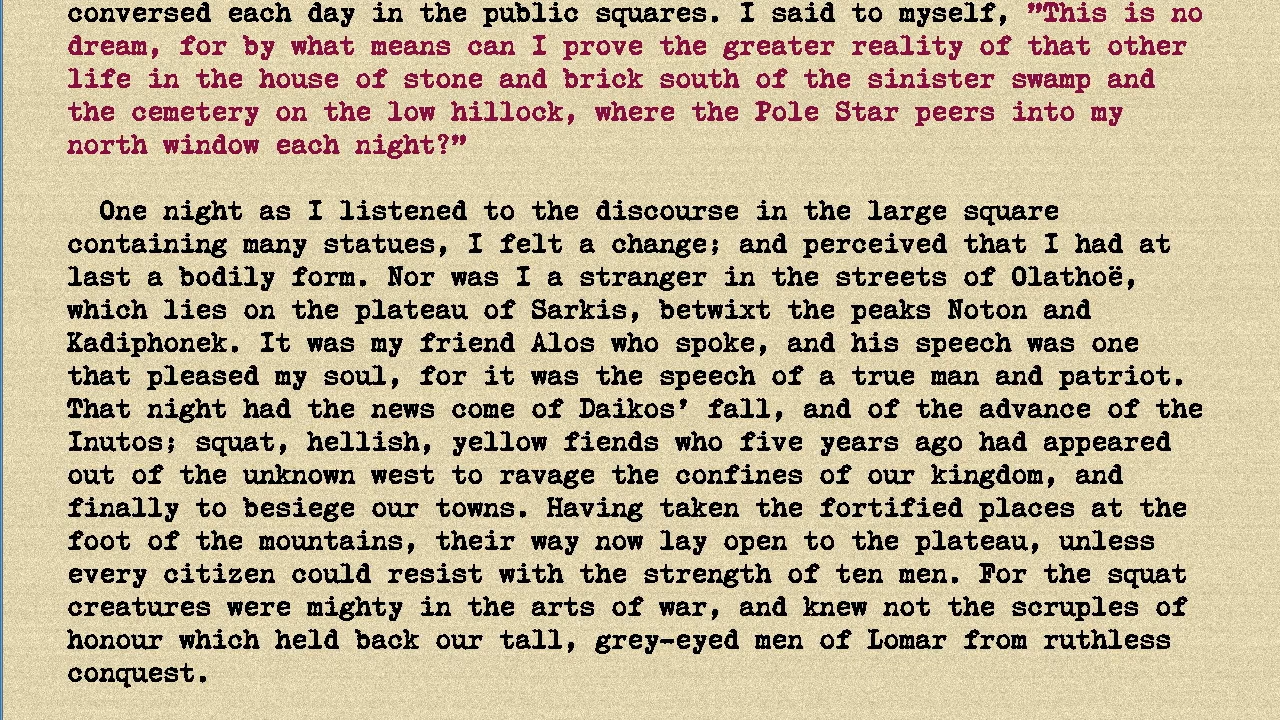 conversed each day in the public squares. I said to myself, ”This is no
dream, for by what means can I prove the greater reality of that other
life in the house of stone and brick south of the sinister swamp and
the cemetery on the low hillock, where the Pole Star peers into my
north window each night?”
One night as I listened to the discourse in the large square
containing many statues, I felt a change; and perceived that I had at
last a bodily form. Nor was I a stranger in the streets of Olathoë,
which lies on the plateau of Sarkis, betwixt the peaks Noton and
Kadiphonek. It was my friend Alos who spoke, and his speech was one
that pleased my soul, for it was the speech of a true man and patriot.
That night had the news come of Daikos’ fall, and of the advance of the
Inutos; squat, hellish, yellow fiends who five years ago had appeared
out of the unknown west to ravage the confines of our kingdom, and
finally to besiege our towns. Having taken the fortified places at the
foot of the mountains, their way now lay open to the plateau, unless
every citizen could resist with the strength of ten men. For the squat
creatures were mighty in the arts of war, and knew not the scruples of
honour which held back our tall, grey-eyed men of Lomar from ruthless
conquest.